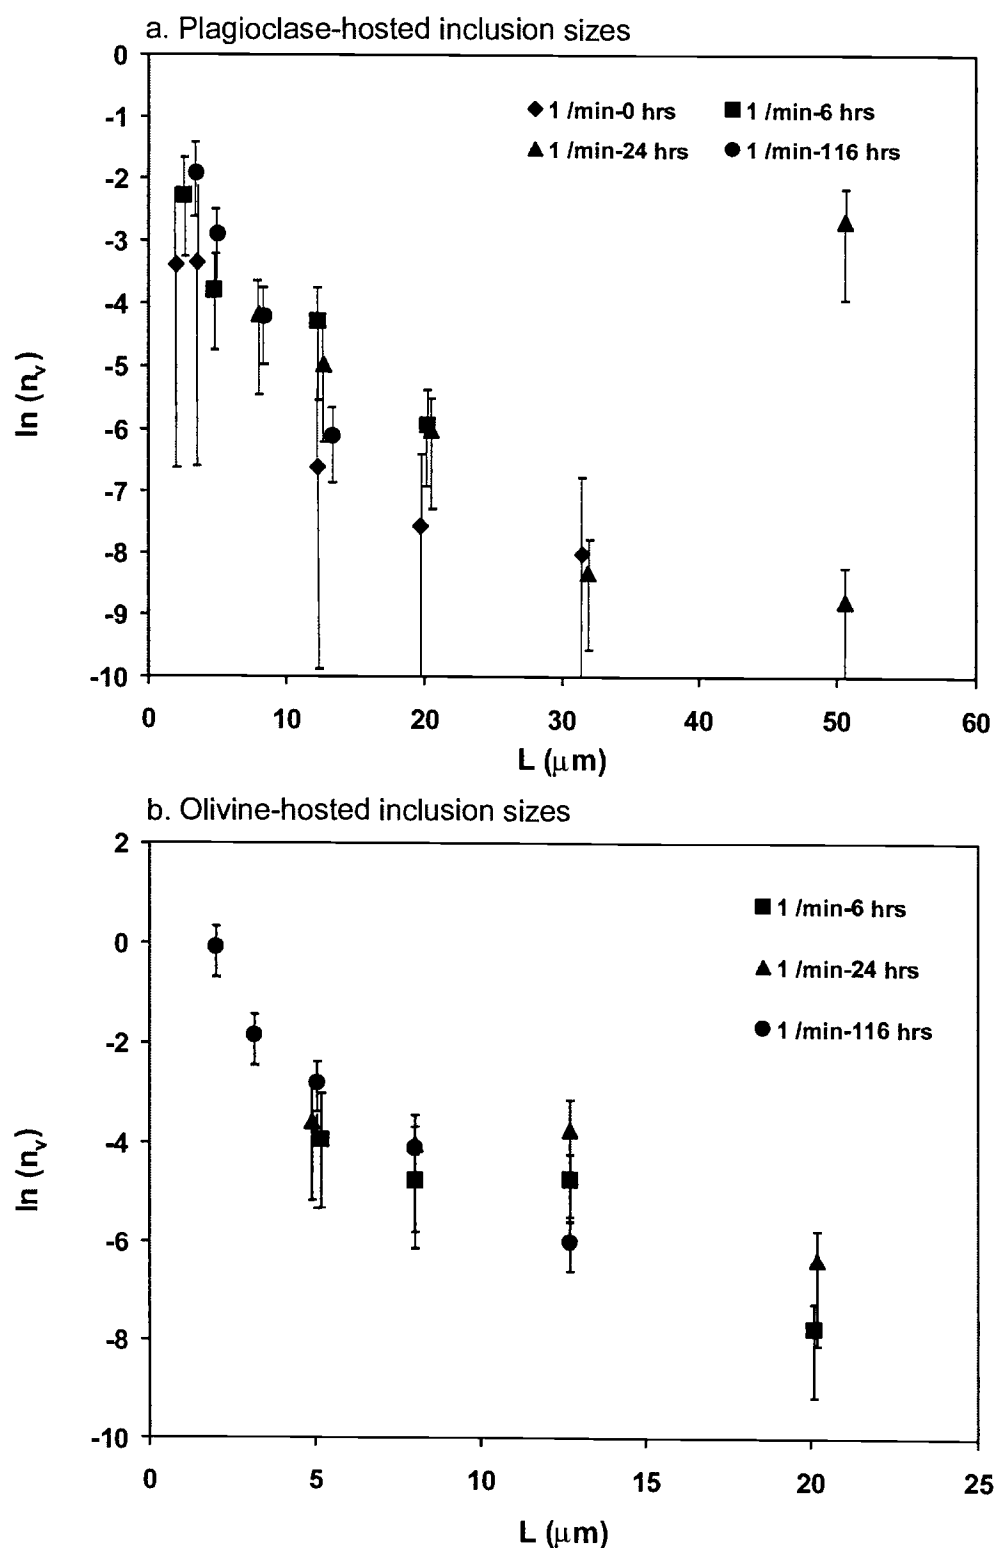 a. Plagioclase-hosted inclusion sizes
0
-1
-2
-3
-4
-5
-6
-7
-8
-9
-10
ln (nv)
1 /min-0 hrs
1 /min-6 hrs
1 /min-24 hrs
1 /min-116 hrs
0 10 20 30 40 50 60
L (μm)
b. Olivine-hosted inclusion sizes
2
0
-2
-4
-6
-8
-10
ln (nv)
1 /min-6 hrs
1 /min-24 hrs
1 /min-116 hrs
0 5 10 15 20 25
L (μm)